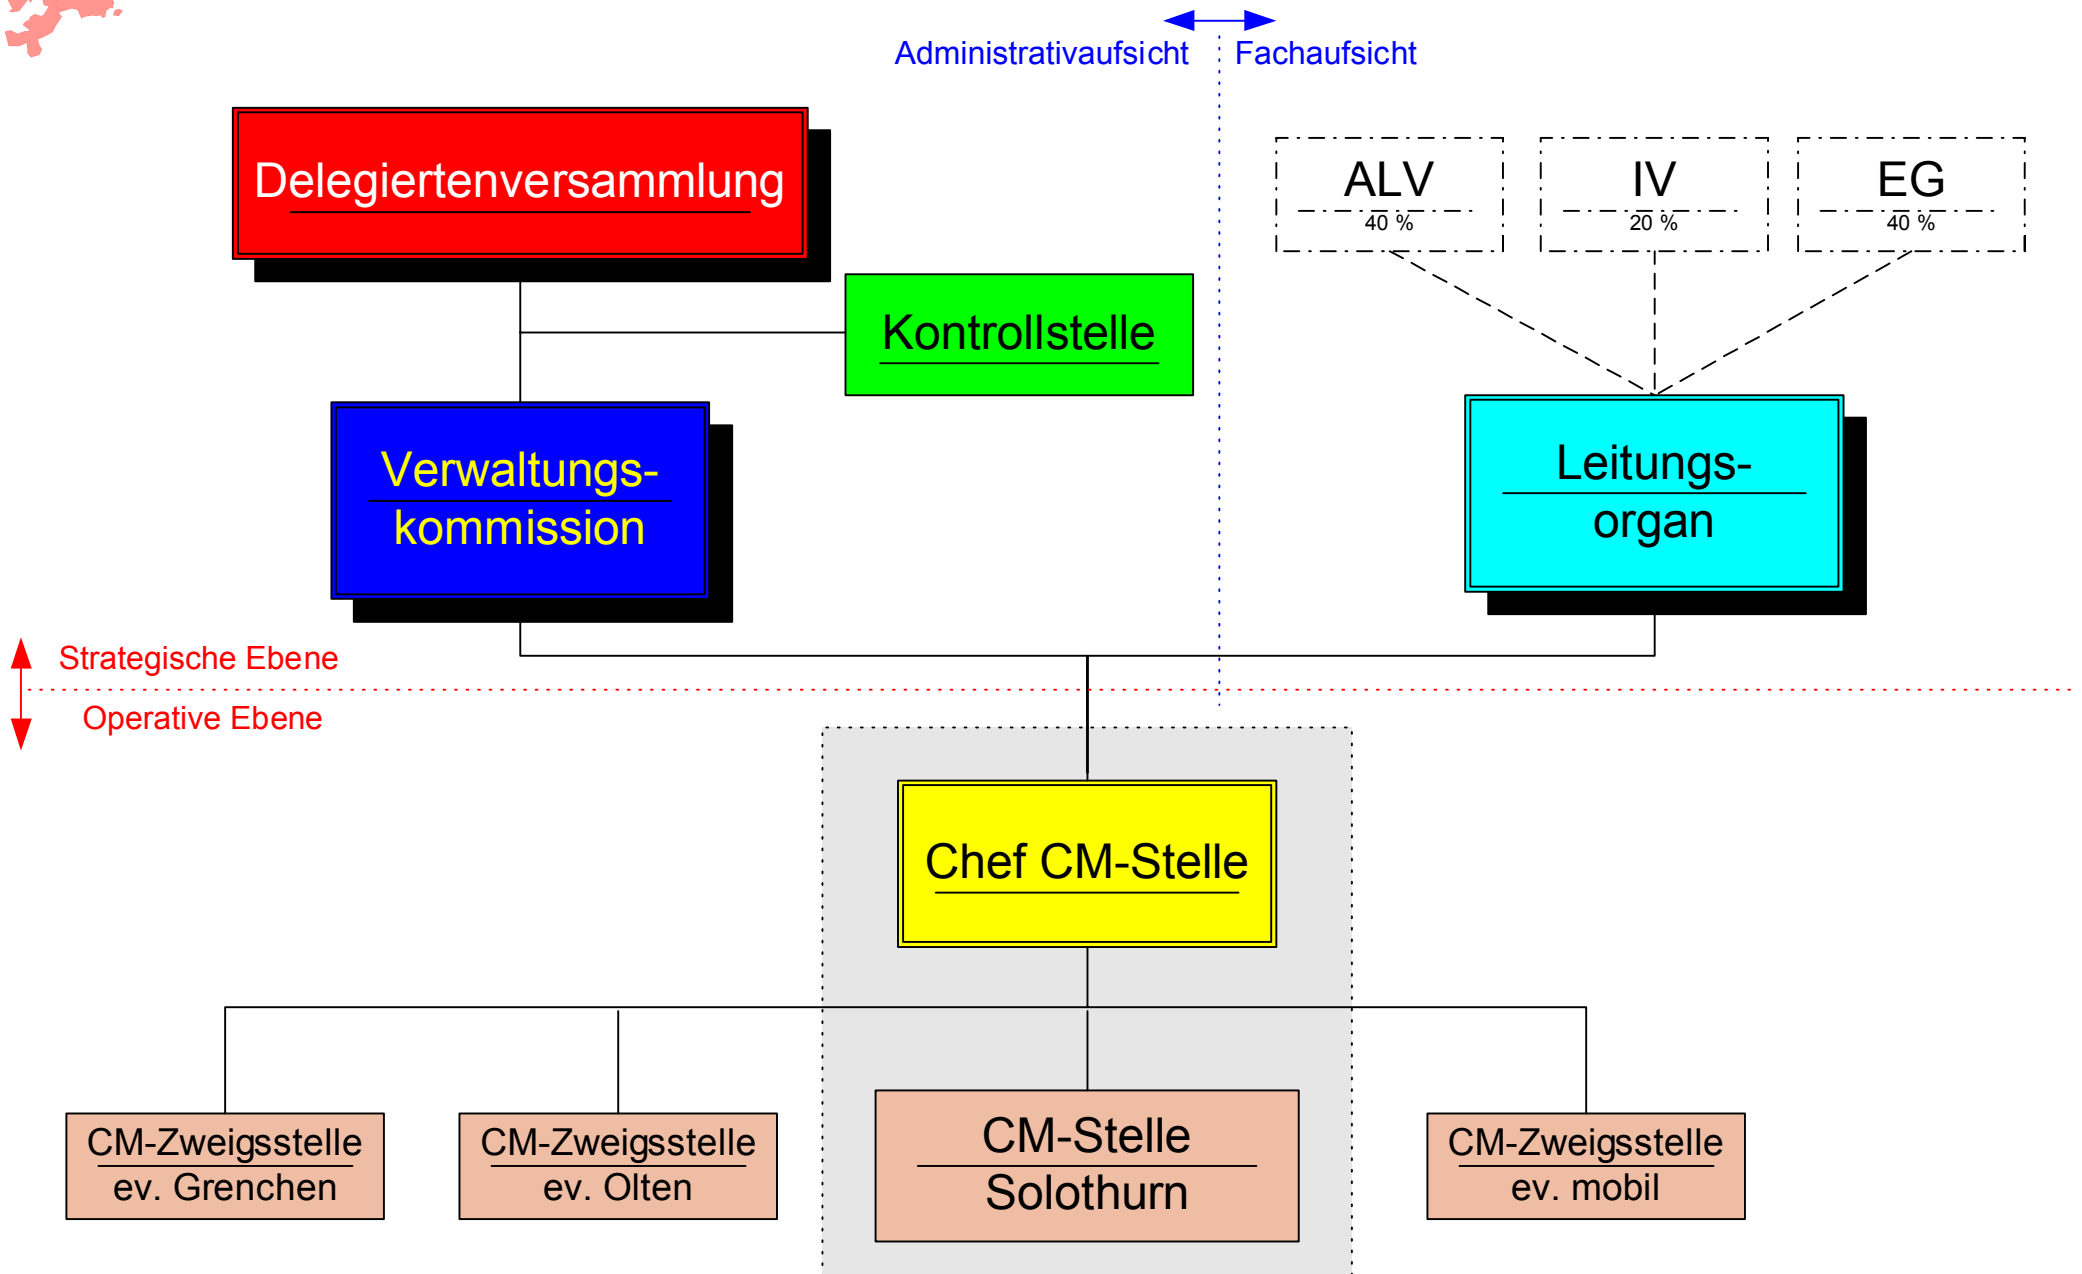 Administrativaufsicht
Fachaufsicht
Delegiertenversammlung
ALV
40 %
IV
20 %
EG
40 %
Kontrollstelle
Verwaltungs-
kommission
Leitungs-
organ
Strategische Ebene
Operative Ebene
Chef CM-Stelle
CM-Zweigsstelle
ev. Grenchen
CM-Zweigsstelle
ev. Olten
CM-Stelle
Solothurn
CM-Zweigsstelle
ev. mobil